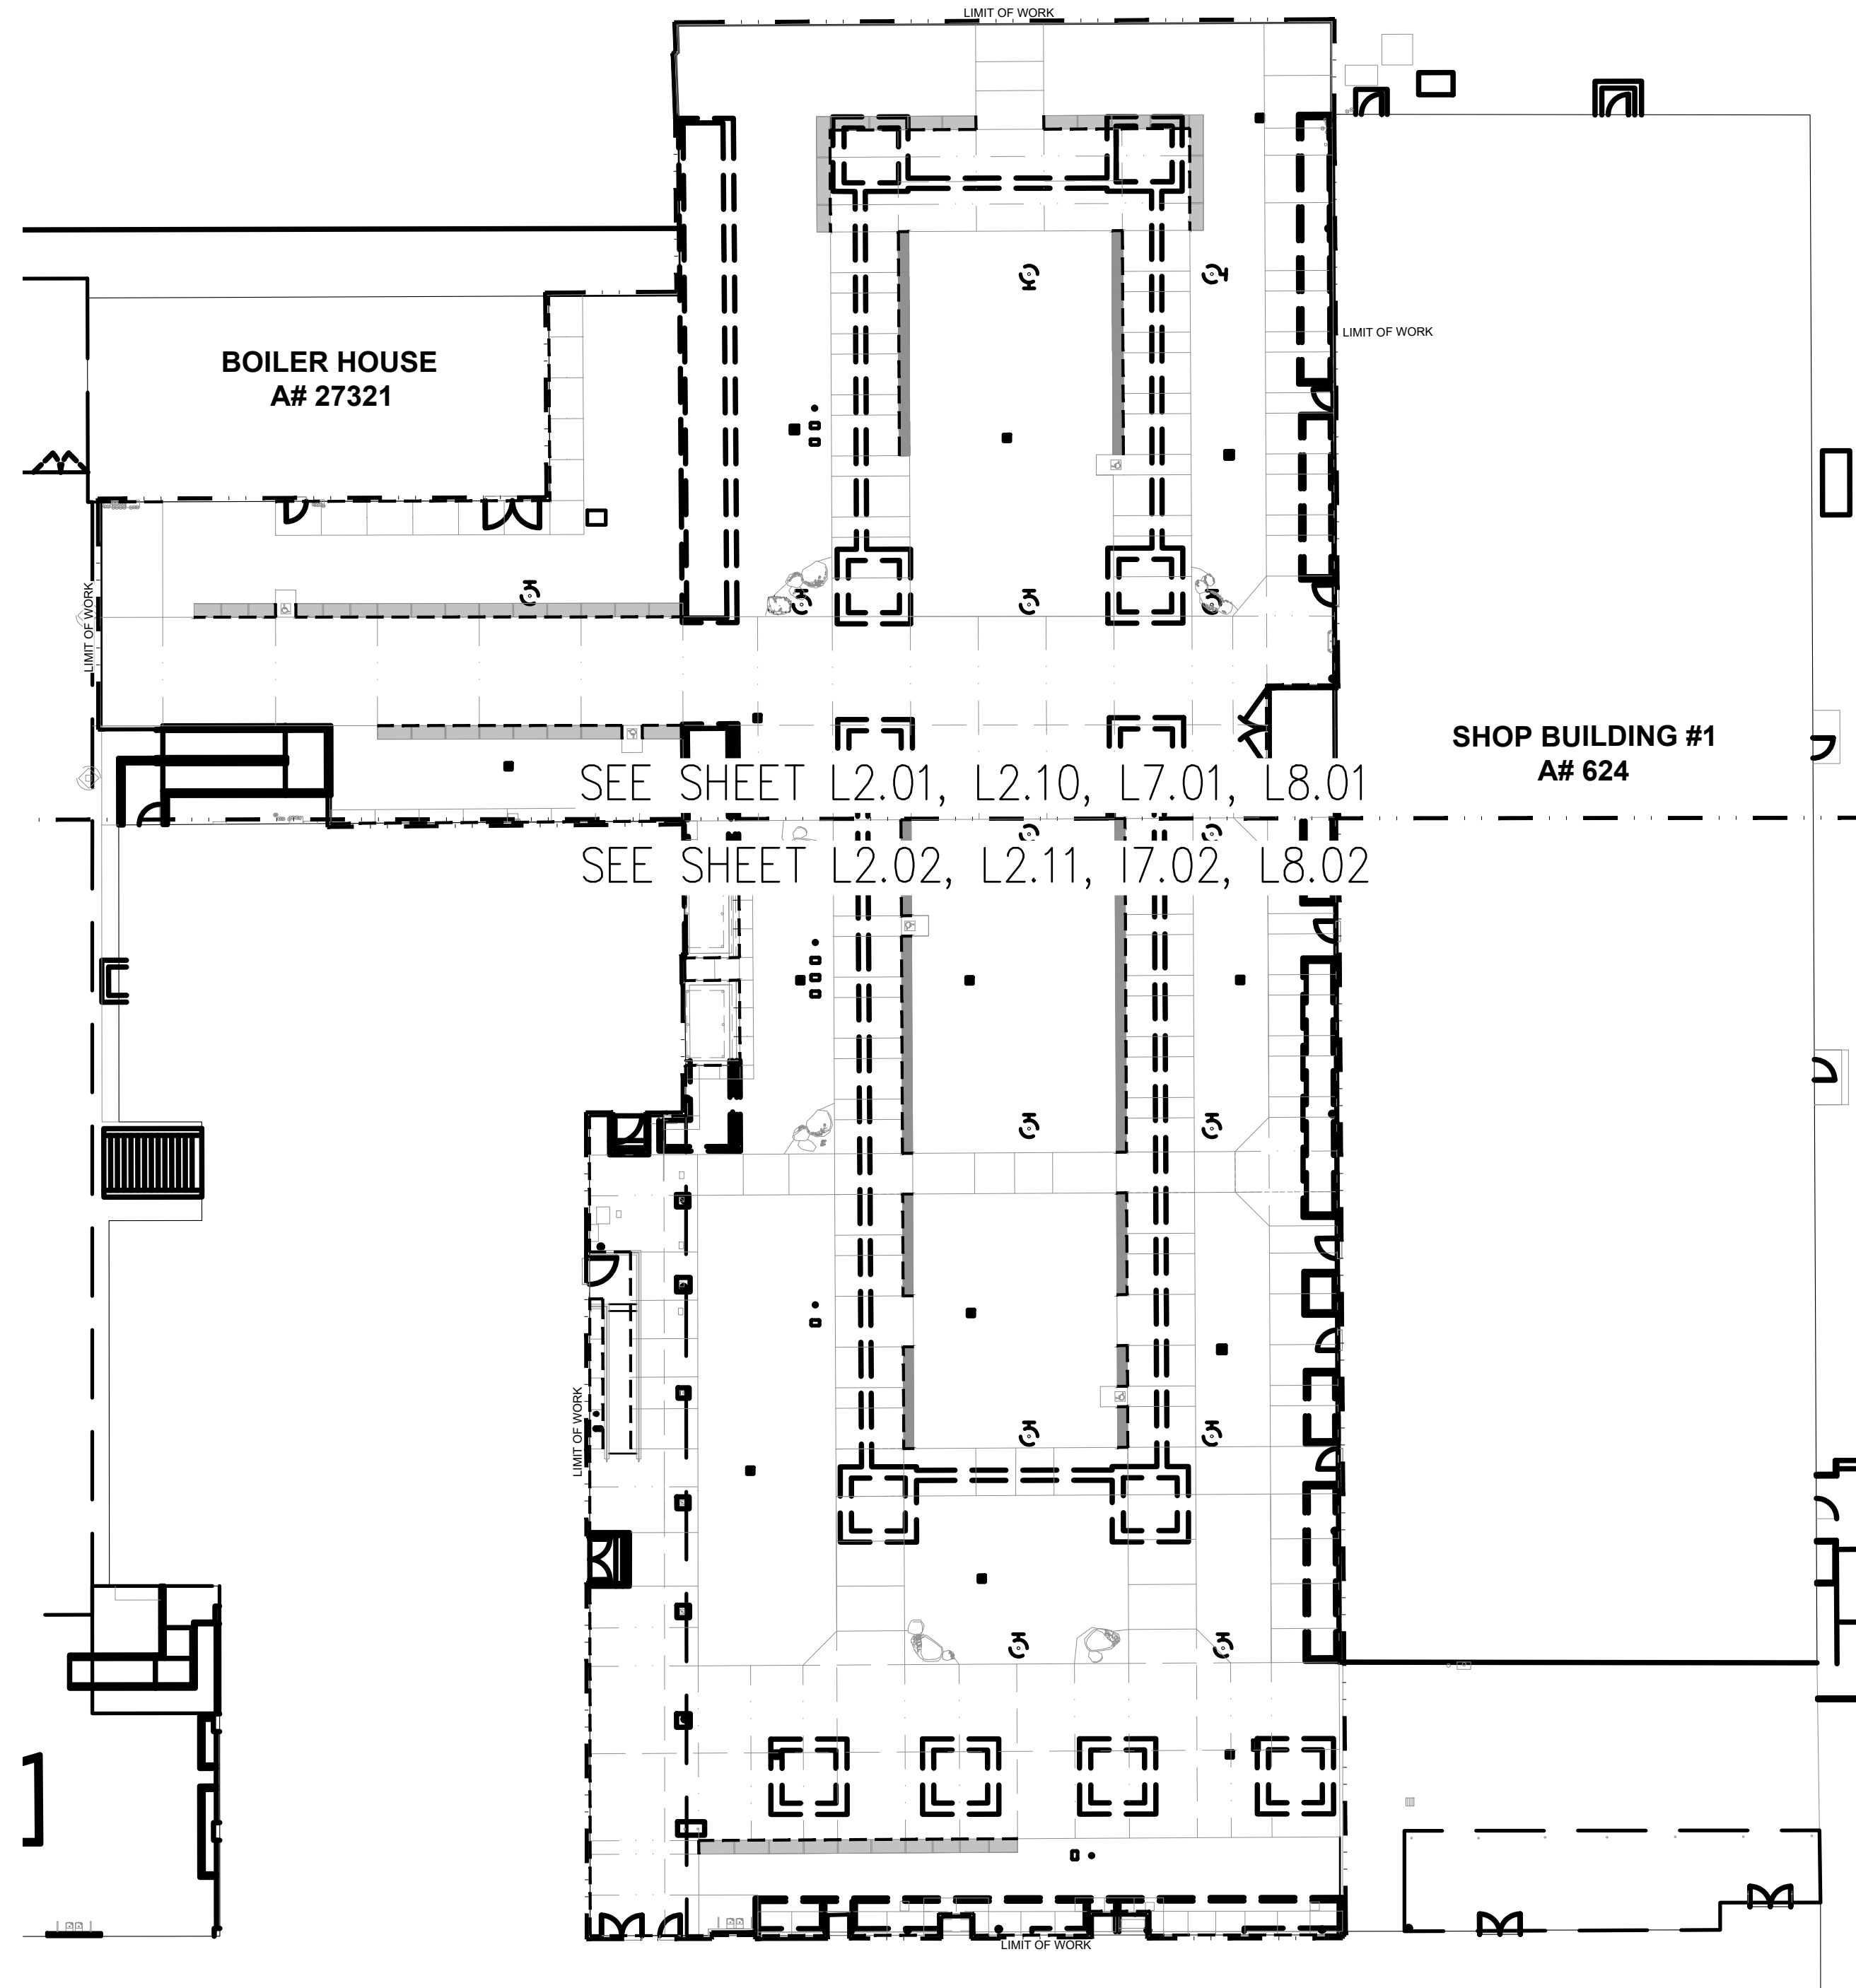 LIMIT OF WORK
LIMIT OF WORK
BOILER HOUSE
A# 27321
LIMIT OF WORK
SHOP BUILDING #1
A# 624
SEE SHEET L2.01, L2.10, L7.01, L8.01
SEE SHEET L2.02, L2.11, I7.02, L8.02
LIMIT OF WORK
1
LIMIT OF WORK